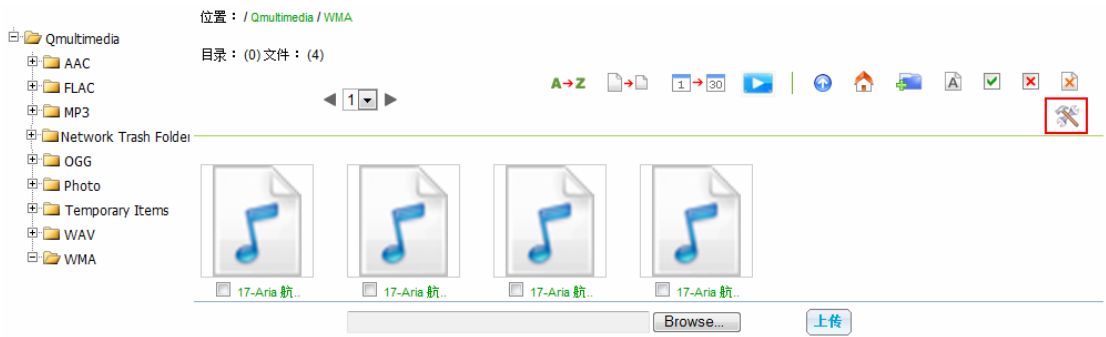 位置： / Qmultimedia / WMA
Qmultimedia
目录： (0) 文件： (4)
AAC
FLAC
MP3
Network Trash Folder
OGG
Photo
Temporary Items
WAV
WMA
1
A→Z
1 → 30
A
17-Aria 航..
17-Aria 航..
17-Aria 航..
17-Aria 航..
Browse...
上传